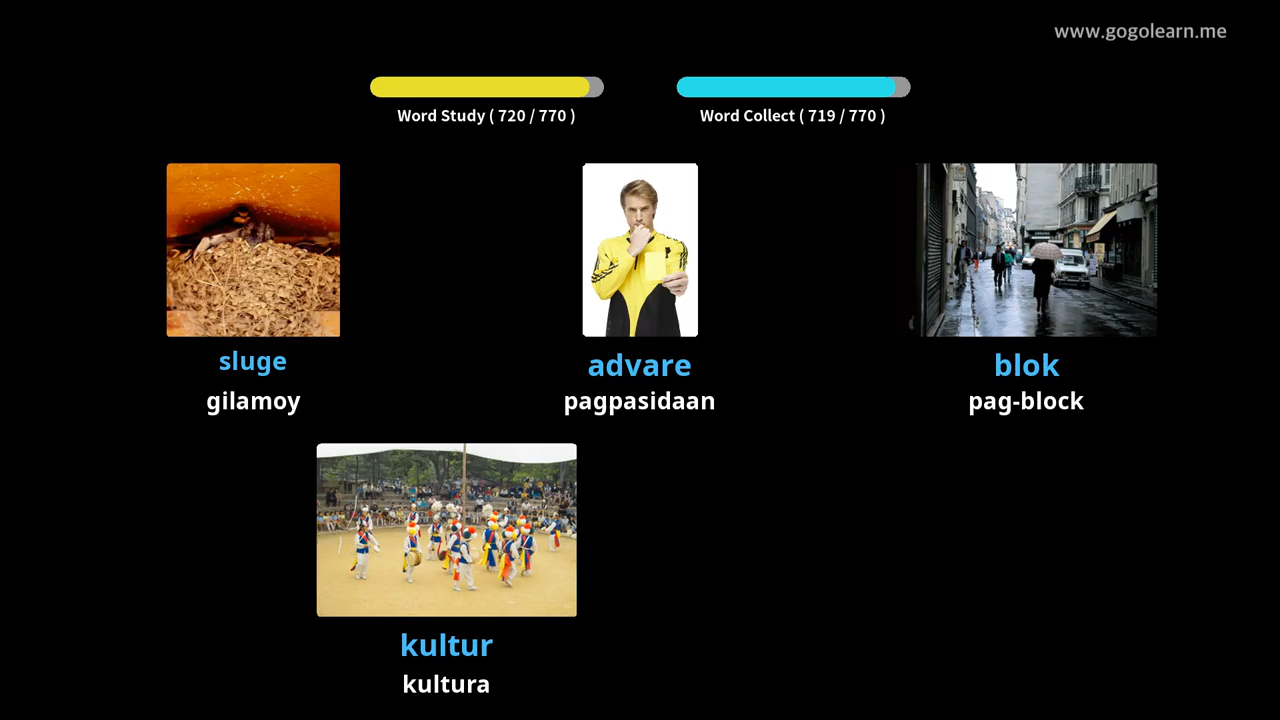 www.gogolearn.me
Word Study ( 720 / 770 )
Word Collect ( 719 / 770 )
sluge
gilamoy
advare
pagpasidaan
blok
pag-block
kultur
kultura